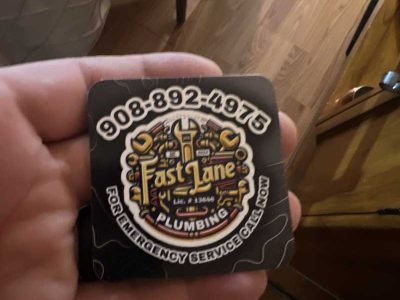 908-892-4975
Fast Lane
Lic. # 13646
PLUMBING
FOR EMERGENCY SERVICE CALL NOW